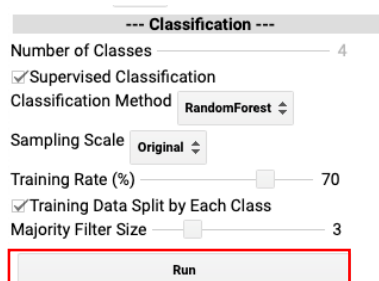 --- Classification ---
Number of Classes 4
Supervised Classification
Classification Method RandomForest
Sampling Scale Original
Training Rate (%) 70
Training Data Split by Each Class
Majority Filter Size 3
Run